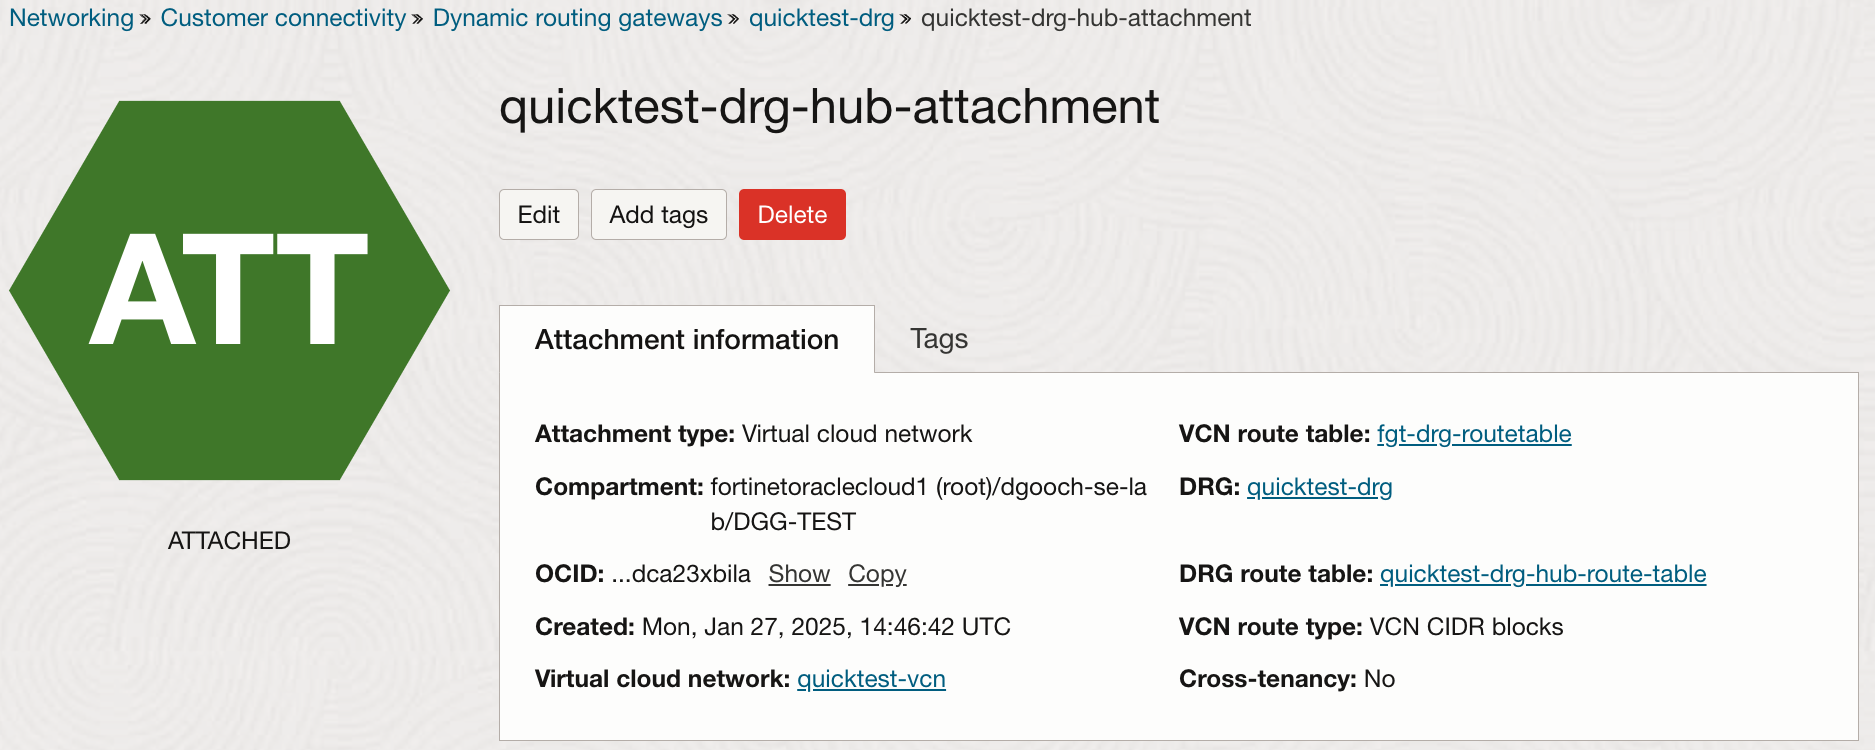 Networking » Customer connectivity » Dynamic routing gateways » quicktest-drg » quicktest-drg-hub-attachment
ATT
ATTACHED
quicktest-drg-hub-attachment
Edit Add tags Delete
Attachment information Tags
Attachment type: Virtual cloud network
Compartment: fortinetoraclecloud1 (root)/dgooch-se-la
b/DGG-TEST
OCID: ...dca23xbila Show Copy
Created: Mon, Jan 27, 2025, 14:46:42 UTC
Virtual cloud network: quicktest-vcn
VCN route table: fgt-drg-routetable
DRG: quicktest-drg
DRG route table: quicktest-drg-hub-route-table
VCN route type: VCN CIDR blocks
Cross-tenancy: No